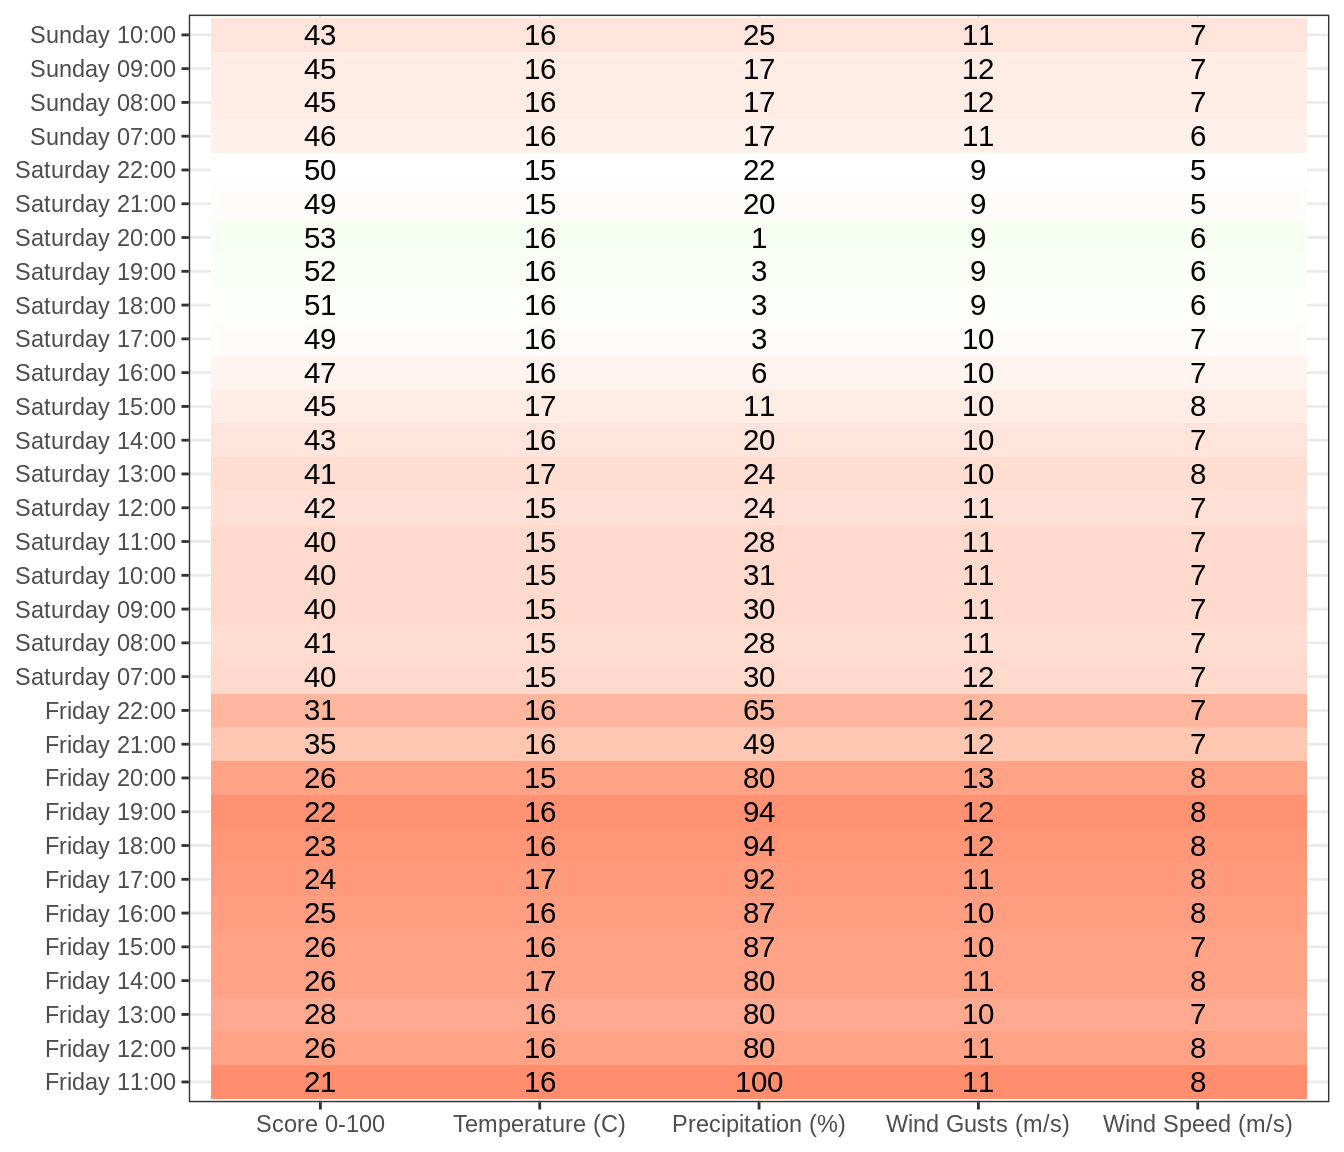 Sunday 10:00 43 16 25 11 7
Sunday 09:00 45 16 17 12 7
Sunday 08:00 45 16 17 12 7
Sunday 07:00 46 16 17 11 6
Saturday 22:00 50 15 22 9 5
Saturday 21:00 49 15 20 9 5
Saturday 20:00 53 16 1 9 6
Saturday 19:00 52 16 3 9 6
Saturday 18:00 51 16 3 9 6
Saturday 17:00 49 16 3 10 7
Saturday 16:00 47 16 6 10 7
Saturday 15:00 45 17 11 10 8
Saturday 14:00 43 16 20 10 7
Saturday 13:00 41 17 24 10 8
Saturday 12:00 42 15 24 11 7
Saturday 11:00 40 15 28 11 7
Saturday 10:00 40 15 31 11 7
Saturday 09:00 40 15 30 11 7
Saturday 08:00 41 15 28 11 7
Saturday 07:00 40 15 30 12 7
Friday 22:00 31 16 65 12 7
Friday 21:00 35 16 49 12 7
Friday 20:00 26 15 80 13 8
Friday 19:00 22 16 94 12 8
Friday 18:00 23 16 94 12 8
Friday 17:00 24 17 92 11 8
Friday 16:00 25 16 87 10 8
Friday 15:00 26 16 87 10 7
Friday 14:00 26 17 80 11 8
Friday 13:00 28 16 80 10 7
Friday 12:00 26 16 80 11 8
Friday 11:00 21 16 100 11 8
Score 0-100 Temperature (C) Precipitation (%) Wind Gusts (m/s) Wind Speed (m/s)